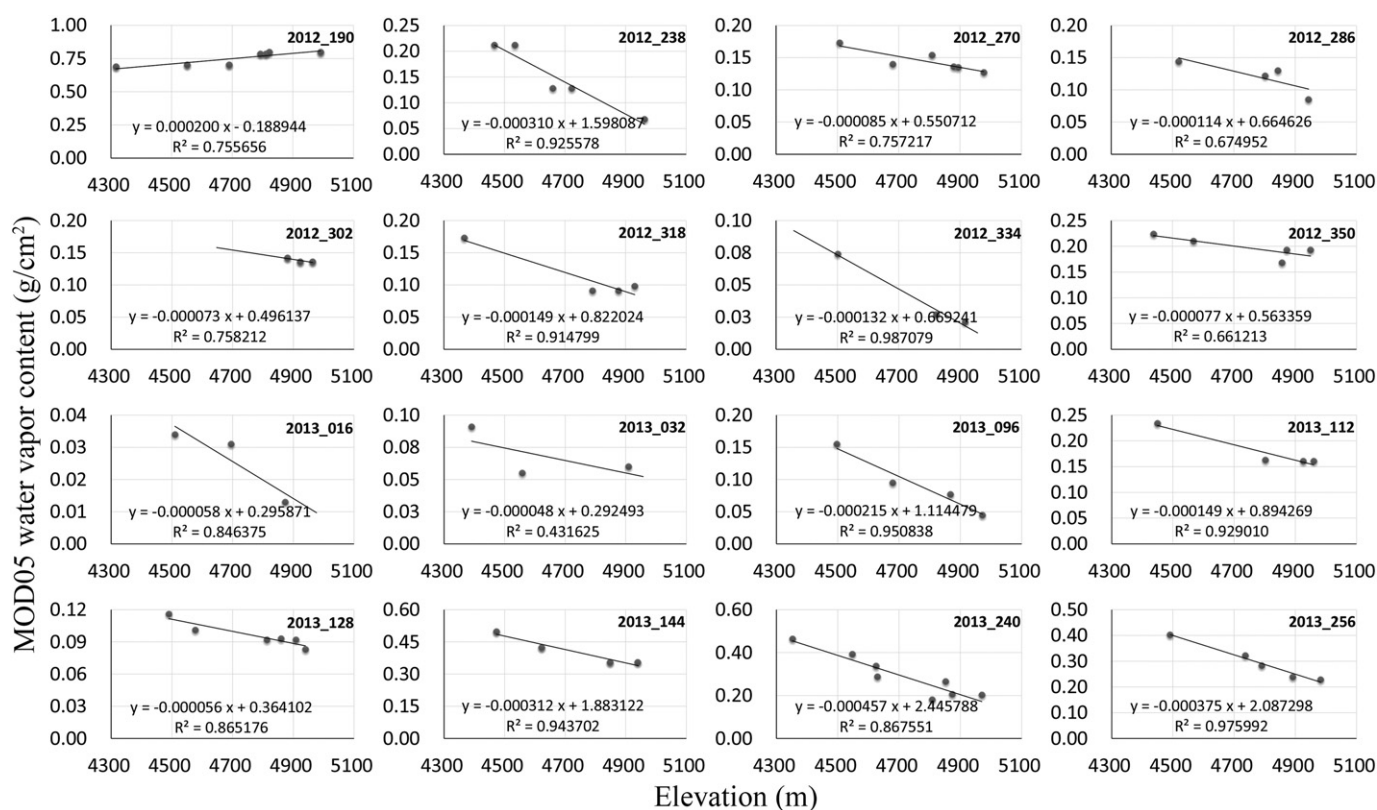 MOD05 water vapor content (g/cm²)
1.00
0.75
0.50
0.25
0.00
2012_190
y = 0.000200 x - 0.188944
R² = 0.755656
4300 4500 4700 4900 5100
0.25
0.20
0.15
0.10
0.05
0.00
2012_238
y = -0.000310 x + 1.598087
R² = 0.925578
4300 4500 4700 4900 5100
0.20
0.15
0.10
0.05
0.00
2012_270
y = -0.000085 x + 0.550712
R² = 0.757217
4300 4500 4700 4900 5100
0.20
0.15
0.10
0.05
0.00
2012_286
y = -0.000114 x + 0.664626
R² = 0.674952
4300 4500 4700 4900 5100
0.20
0.15
0.10
0.05
0.00
2012_302
y = -0.000073 x + 0.496137
R² = 0.758212
4300 4500 4700 4900 5100
0.20
0.15
0.10
0.05
0.00
2012_318
y = -0.000149 x + 0.822024
R² = 0.914799
4300 4500 4700 4900 5100
0.10
0.08
0.05
0.03
0.00
2012_334
y = -0.000132 x + 0.669241
R² = 0.987079
4300 4500 4700 4900 5100
0.25
0.20
0.15
0.10
0.05
0.00
2012_350
y = -0.000077 x + 0.563359
R² = 0.661213
4300 4500 4700 4900 5100
0.04
0.03
0.02
0.01
0.00
2013_016
y = -0.000058 x + 0.295871
R² = 0.846375
4300 4500 4700 4900 5100
0.10
0.08
0.05
0.03
0.00
2013_032
y = -0.000048 x + 0.292493
R² = 0.431625
4300 4500 4700 4900 5100
0.20
0.15
0.10
0.05
0.00
2013_096
y = -0.000215 x + 1.114479
R² = 0.950838
4300 4500 4700 4900 5100
0.25
0.20
0.15
0.10
0.05
0.00
2013_112
y = -0.000149 x + 0.894269
R² = 0.929010
4300 4500 4700 4900 5100
0.12
0.09
0.06
0.03
0.00
2013_128
y = -0.000056 x + 0.364102
R² = 0.865176
4300 4500 4700 4900 5100
0.60
0.45
0.30
0.15
0.00
2013_144
y = -0.000312 x + 1.883122
R² = 0.943702
4300 4500 4700 4900 5100
0.60
0.40
0.20
0.00
2013_240
y = -0.000457 x + 2.445788
R² = 0.867551
4300 4500 4700 4900 5100
0.50
0.40
0.30
0.20
0.10
0.00
2013_256
y = -0.000375 x + 2.087298
R² = 0.975992
4300 4500 4700 4900 5100
Elevation (m)